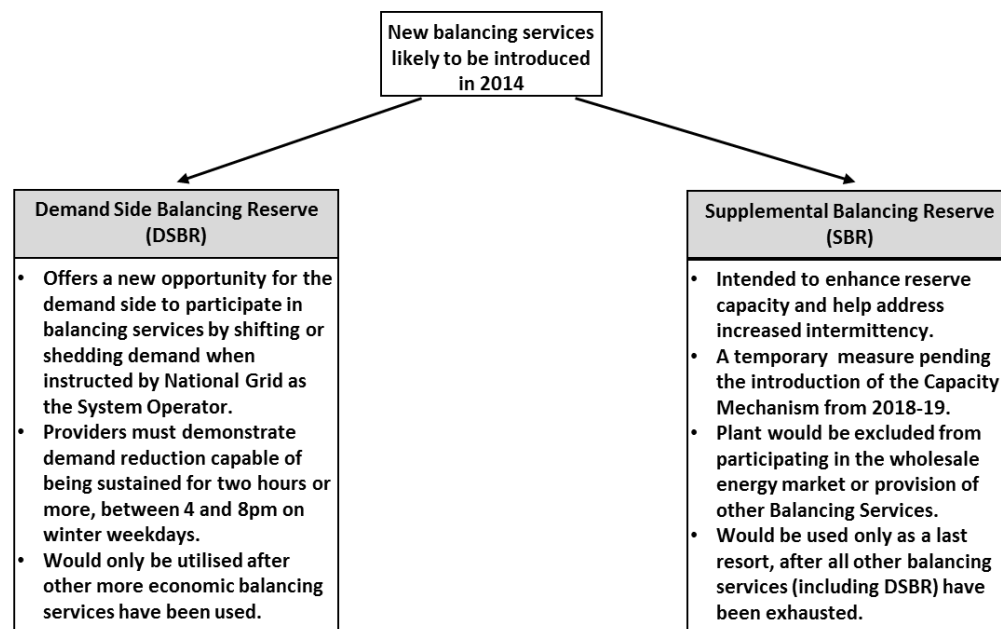 New balancing services
likely to be introduced
in 2014
Demand Side Balancing Reserve
(DSBR)
• Offers a new opportunity for the
demand side to participate in
balancing services by shifting or
shedding demand when
instructed by National Grid as
the System Operator.
• Providers must demonstrate
demand reduction capable of
being sustained for two hours or
more, between 4 and 8pm on
winter weekdays.
• Would only be utilised after
other more economic balancing
services have been used.
Supplemental Balancing Reserve
(SBR)
• Intended to enhance reserve
capacity and help address
increased intermittency.
• A temporary measure pending
the introduction of the Capacity
Mechanism from 2018-19.
• Plant would be excluded from
participating in the wholesale
energy market or provision of
other Balancing Services.
• Would be used only as a last
resort, after all other balancing
services (including DSBR) have
been exhausted.